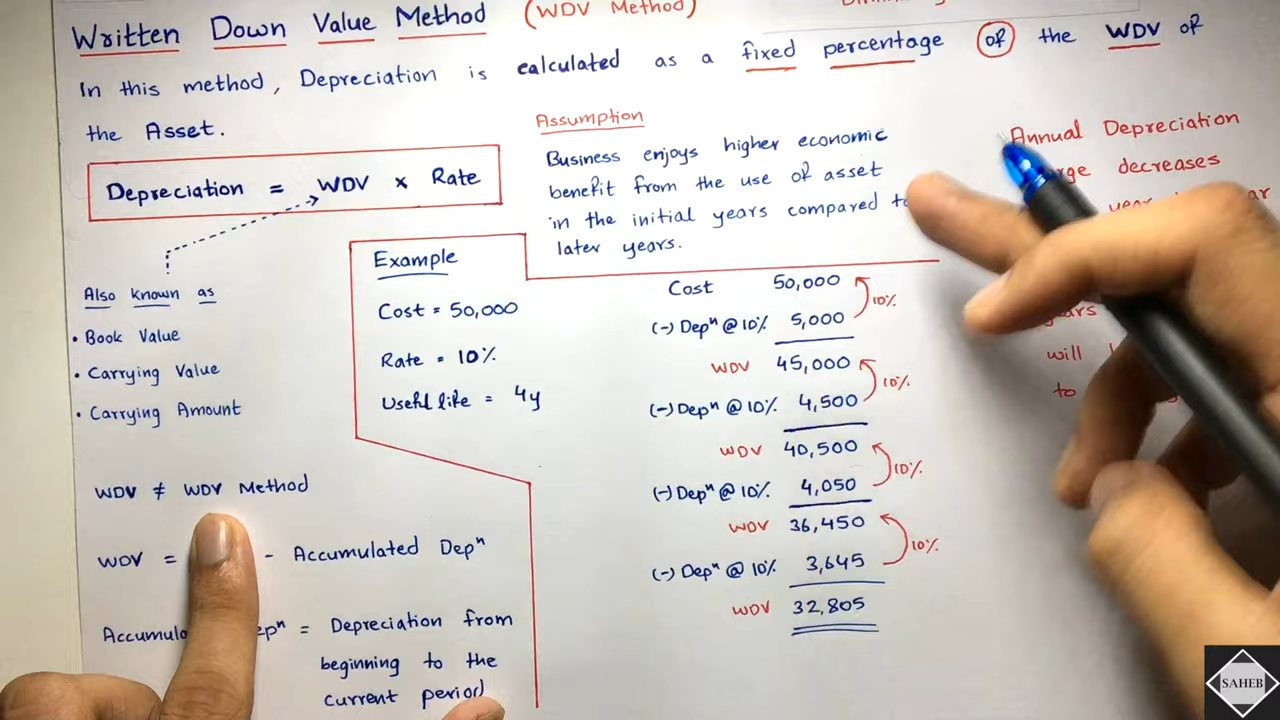 Written Down Value Method (WDV Method)
In this method, Depreciation is calculated as a fixed percentage of the WDV of
the Asset.
Depreciation = WDV × Rate
Also known as
• Book Value
• Carrying Value
• Carrying Amount
WDV ≠ WDV Method
WDV = - Accumulated Depⁿ
= Depreciation from
beginning to the
current period
Assumption
Business enjoys higher economic
benefit from the use of asset
in the initial years compared to
later years.
Example
Cost = 50,000
Rate = 10%
Useful life = 4y
Cost 50,000
10%
(-) Depⁿ @ 10% 5,000
WDV 45,000
10%
(-) Depⁿ @ 10% 4,500
WDV 40,500
10%
(-) Depⁿ @ 10% 4,050
WDV 36,450
10%
(-) Depⁿ @ 10% 3,645
WDV 32,805
Annual Depreciation
decreases
will
to
SAHEB